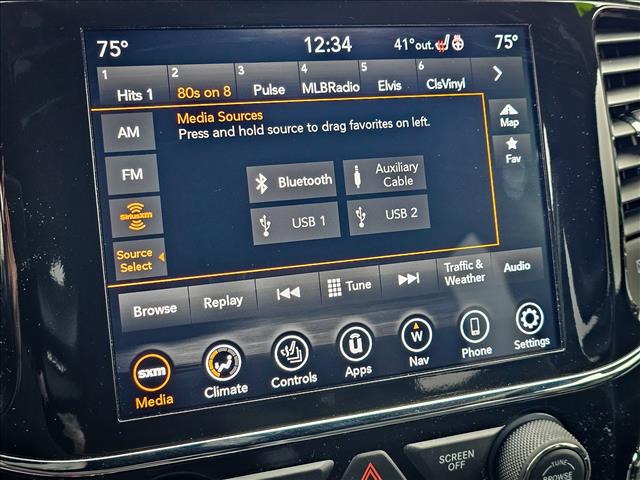 75° 12:34 41° out. 75°
1 Hits 1 2 80s on 8 3 Pulse 4 MLBRadio 5 Elvis 6 ClsVinyl
Media Sources
Press and hold source to drag favorites on left.
AM
FM
SiriusXM
Source
Select
Bluetooth
Auxiliary
Cable
USB 1
USB 2
Map
Fav
Browse
Replay
Tune
Traffic &
Weather
Audio
sxm
Media
Climate
Controls
U
Apps
W
Nav
Phone
Settings
SCREEN
OFF
TUNE
BROWSE